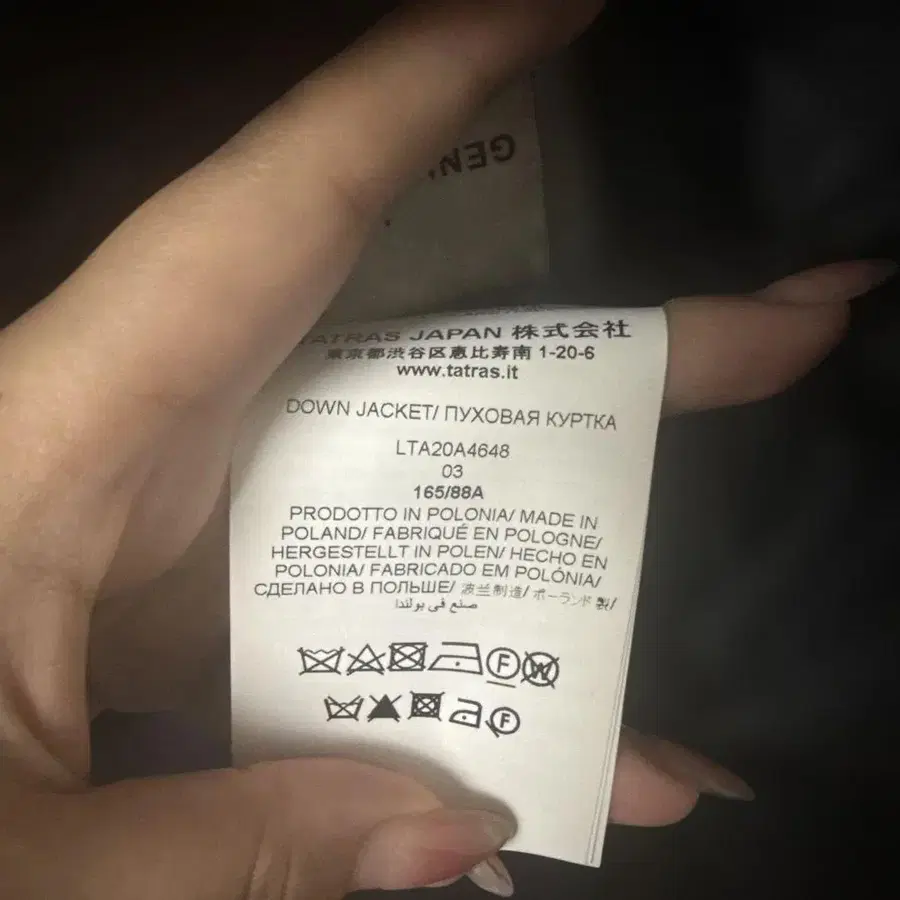 TATRAS JAPAN 株式会社
東京都渋谷区恵比寿南 1-20-6
www.tatras.it
DOWN JACKET/ ПУХОВАЯ КУРТКА
LTA20A4648
03
165/88A
PRODOTTO IN POLONIA/ MADE IN
POLAND/ FABRIQUÉ EN POLOGNE/
HERGESTELLT IN POLEN/ HECHO EN
POLONIA/ FABRICADO EM POLÓNIA/
СДЕЛАНО В ПОЛЬШЕ/ 波兰制造/ ポーランド製/
صنع في بولندا